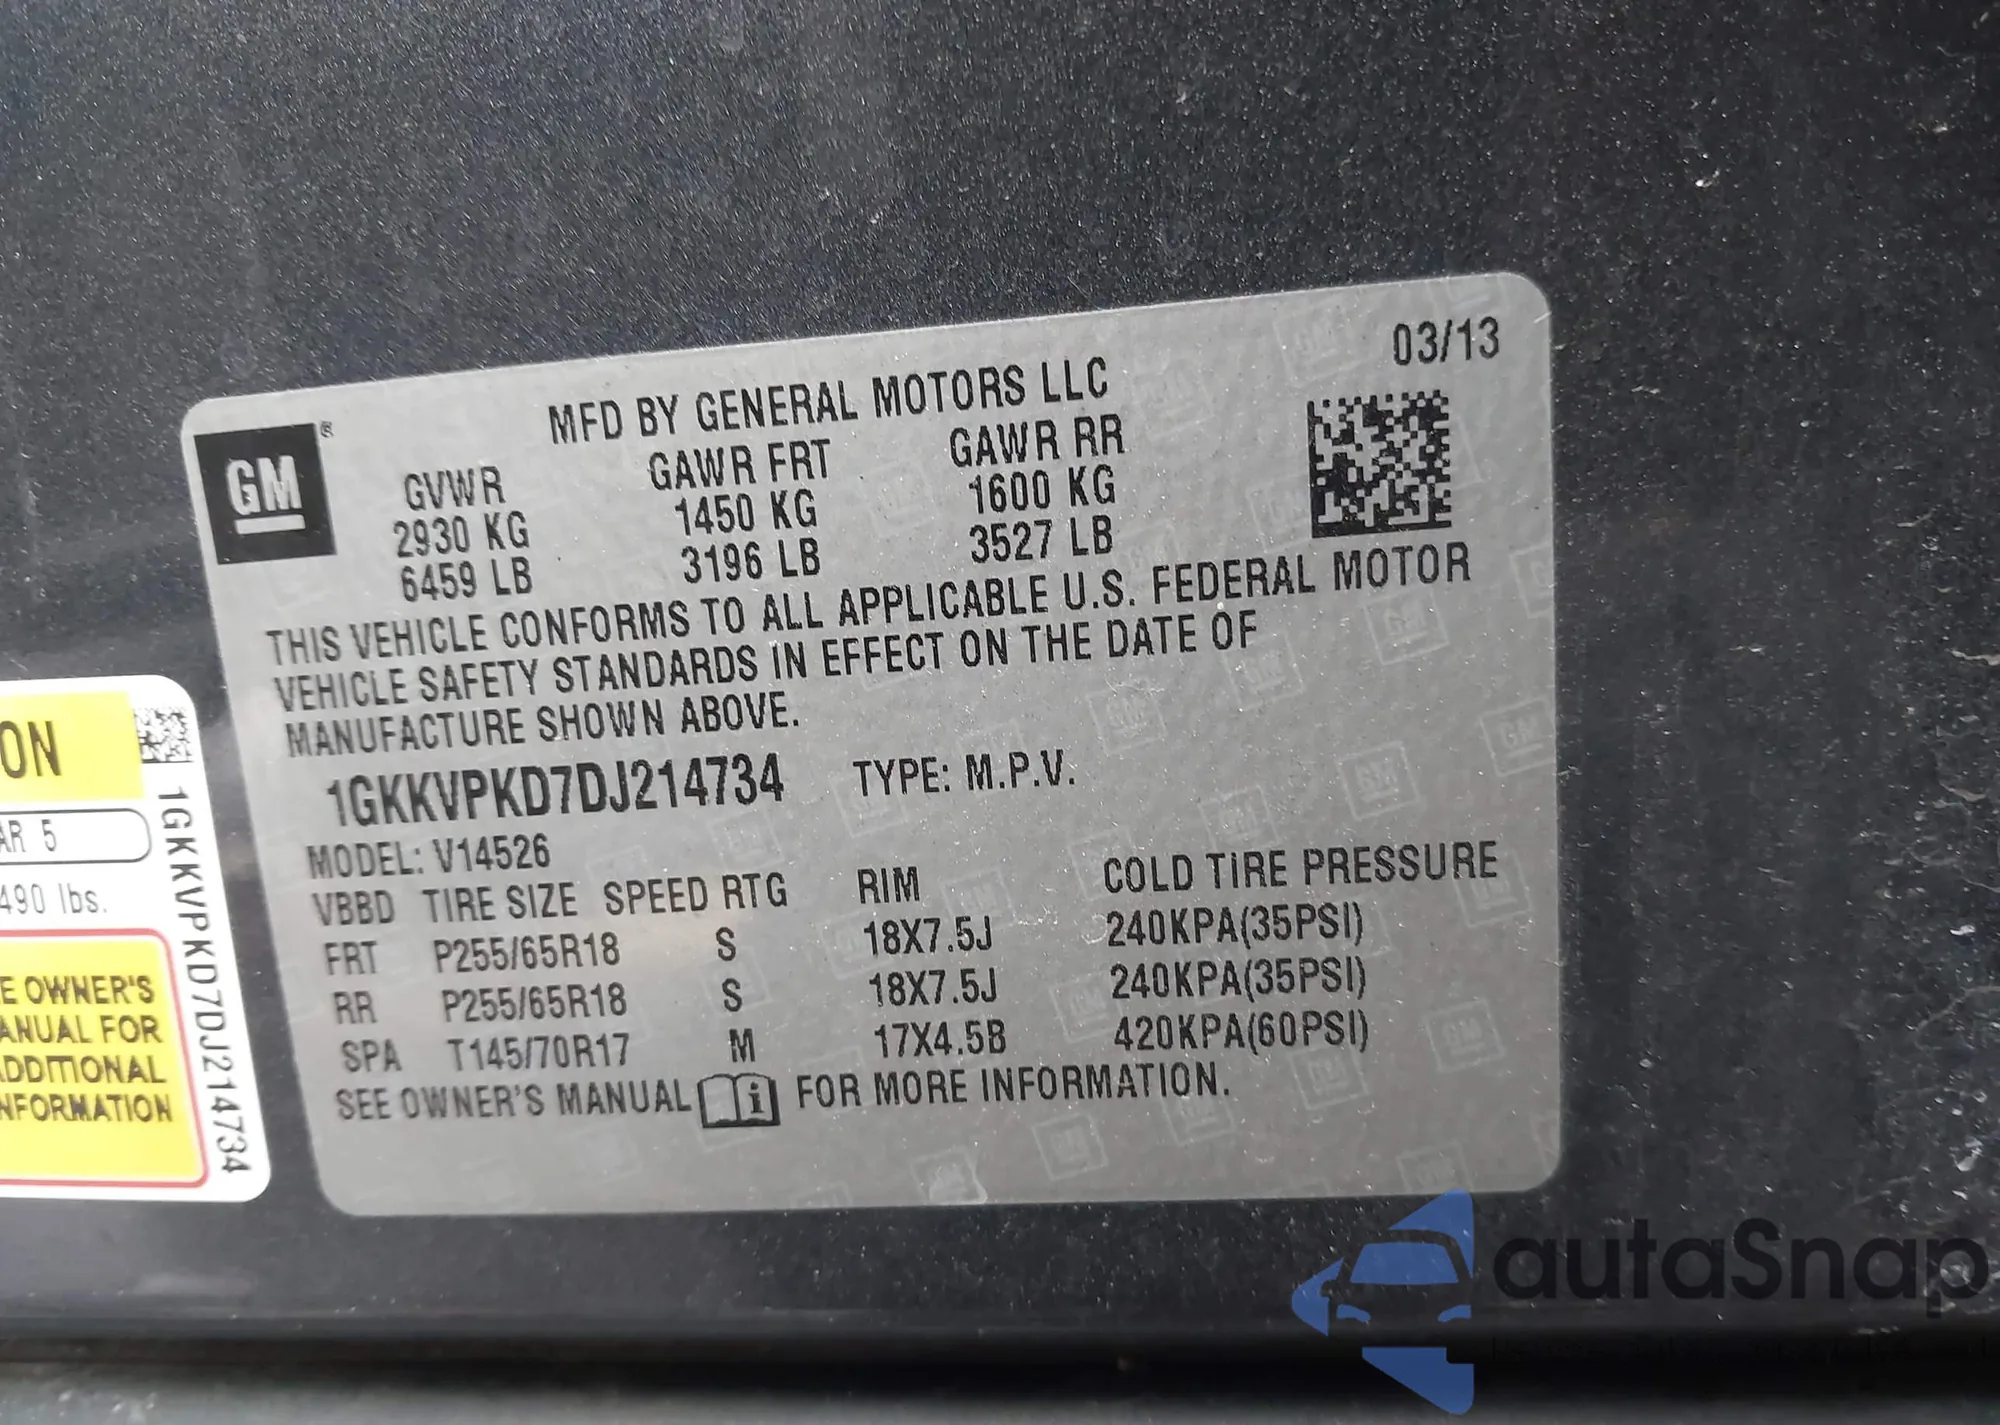 03/13
MFD BY GENERAL MOTORS LLC
GM®
GVWR GAWR FRT GAWR RR
2930 KG 1450 KG 1600 KG
6459 LB 3196 LB 3527 LB
THIS VEHICLE CONFORMS TO ALL APPLICABLE U.S. FEDERAL MOTOR
VEHICLE SAFETY STANDARDS IN EFFECT ON THE DATE OF
MANUFACTURE SHOWN ABOVE.
1GKKVPKD7DJ214734 TYPE: M.P.V.
MODEL: V14526
VBBD TIRE SIZE SPEED RTG RIM COLD TIRE PRESSURE
FRT P255/65R18 S 18X7.5J 240KPA(35PSI)
RR P255/65R18 S 18X7.5J 240KPA(35PSI)
SPA T145/70R17 M 17X4.5B 420KPA(60PSI)
SEE OWNER'S MANUAL i FOR MORE INFORMATION.
ON
AR 5
490 lbs.
E OWNER'S
ANUAL FOR
DDITIONAL
NFORMATION
1GKKVPKD7DJ214734
autaSnap